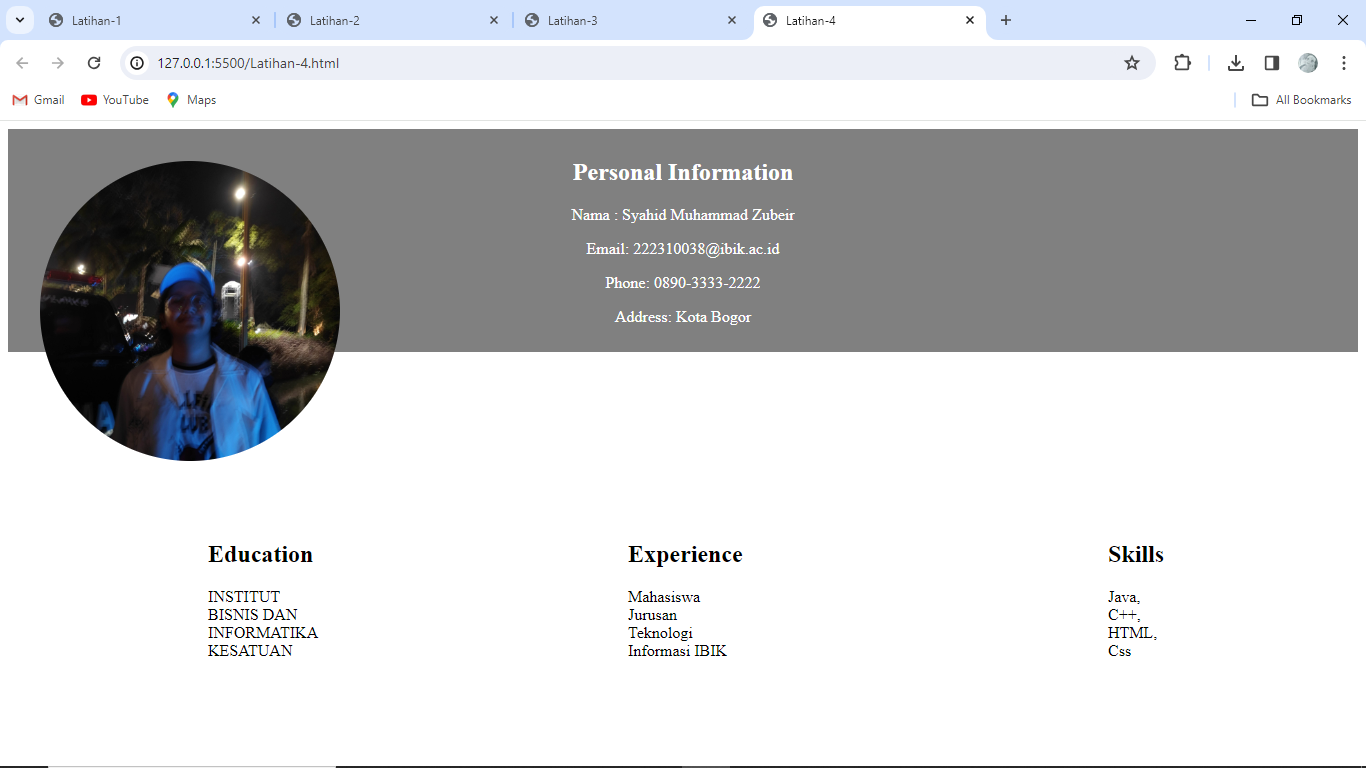 Latihan-1
Latihan-2
Latihan-3
Latihan-4
127.0.0.1:5500/Latihan-4.html
Gmail
YouTube
Maps
All Bookmarks
Personal Information
Nama : Syahid Muhammad Zubeir
Email: 222310038@ibik.ac.id
Phone: 0890-3333-2222
Address: Kota Bogor
Education
INSTITUT
BISNIS DAN
INFORMATIKA
KESATUAN
Experience
Mahasiswa
Jurusan
Teknologi
Informasi IBIK
Skills
Java,
C++,
HTML,
Css